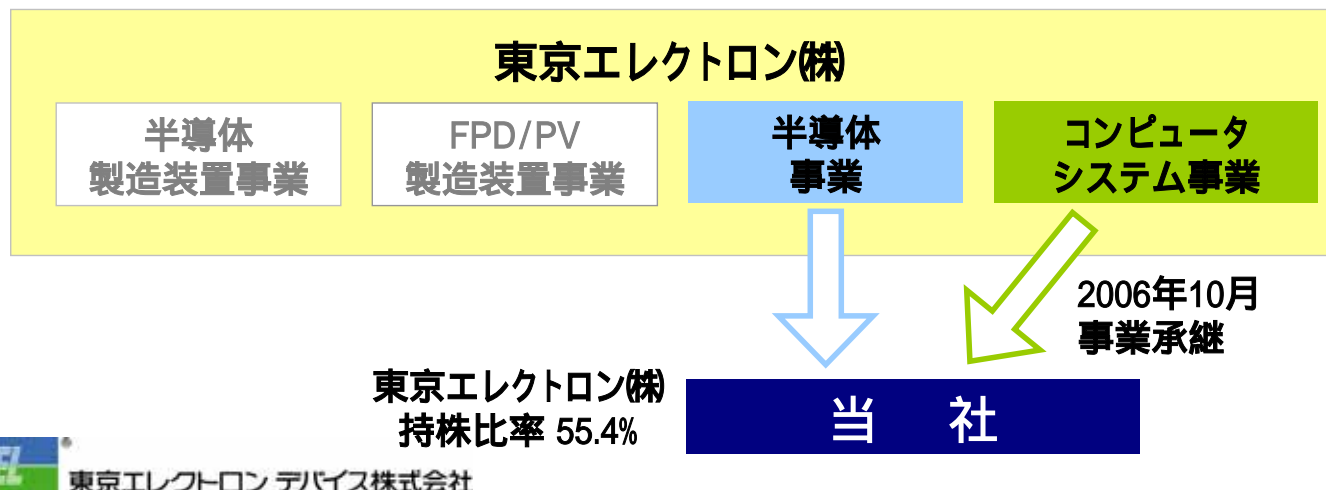 東京エレクトロン㈱
半導体
製造装置事業
FPD/PV
製造装置事業
半導体
事業
コンピュータ
システム事業
2006年10月
事業承継
東京エレクトロン㈱
持株比率 55.4%
当 社
東京エレクトロン デバイス株式会社